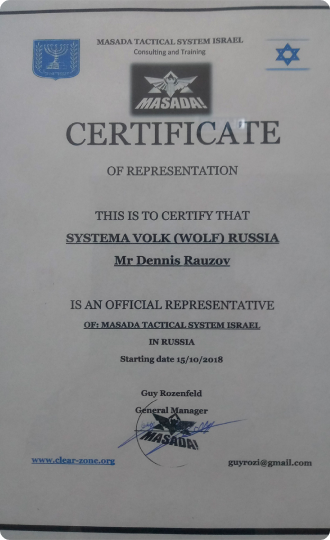 MASADA TACTICAL SYSTEM ISRAEL
Consulting and Training
MASADA!
CERTIFICATE
OF REPRESENTATION
THIS IS TO CERTIFY THAT
SYSTEMA VOLK (WOLF) RUSSIA
Mr Dennis Rauzov
IS AN OFFICIAL REPRESENTATIVE
OF: MASADA TACTICAL SYSTEM ISRAEL
IN RUSSIA
Starting date 15/10/2018
Guy Rozenfeld
General Manager
MASADA!
www.clear-zone.org
guyrozi@gmail.com